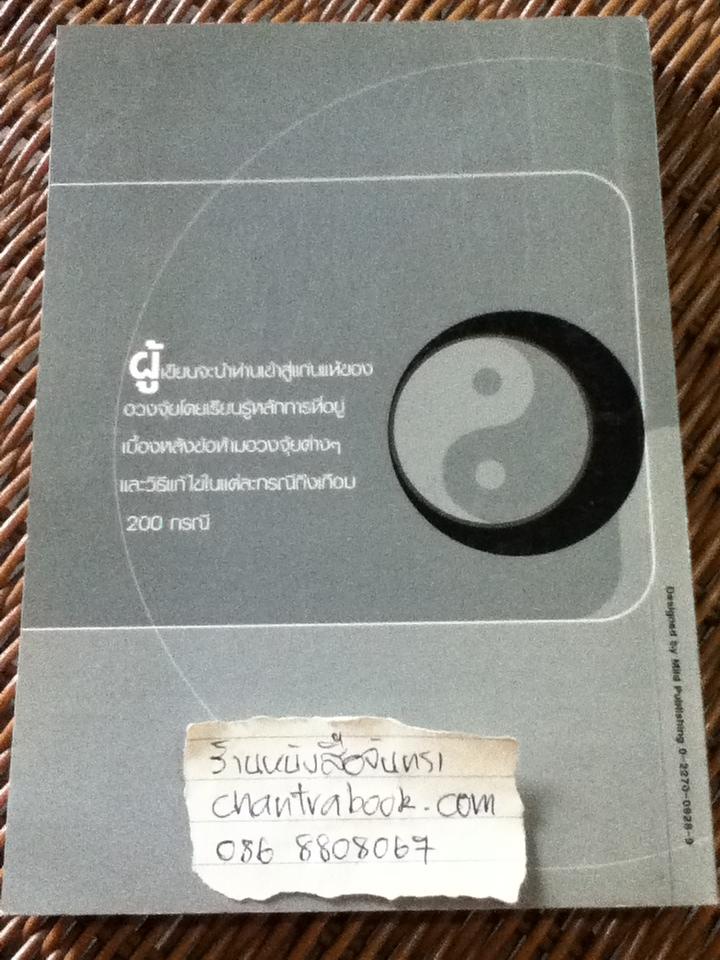 ผู้เขียนจะนำท่านเข้าสู่แก่นแท้ของ
ฮวงจุ้ยโดยเรียนรู้หลักการที่อยู่
เบื้องหลังข้อห้ามฮวงจุ้ยต่างๆ
และวิธีแก้ไขในแต่ละกรณีถึงเกือบ
200 กรณี
Designed by Mild Publishing 0-2270-0928-9
ร้านหนังสือจันทรา
chantrabook.com
086 8808067